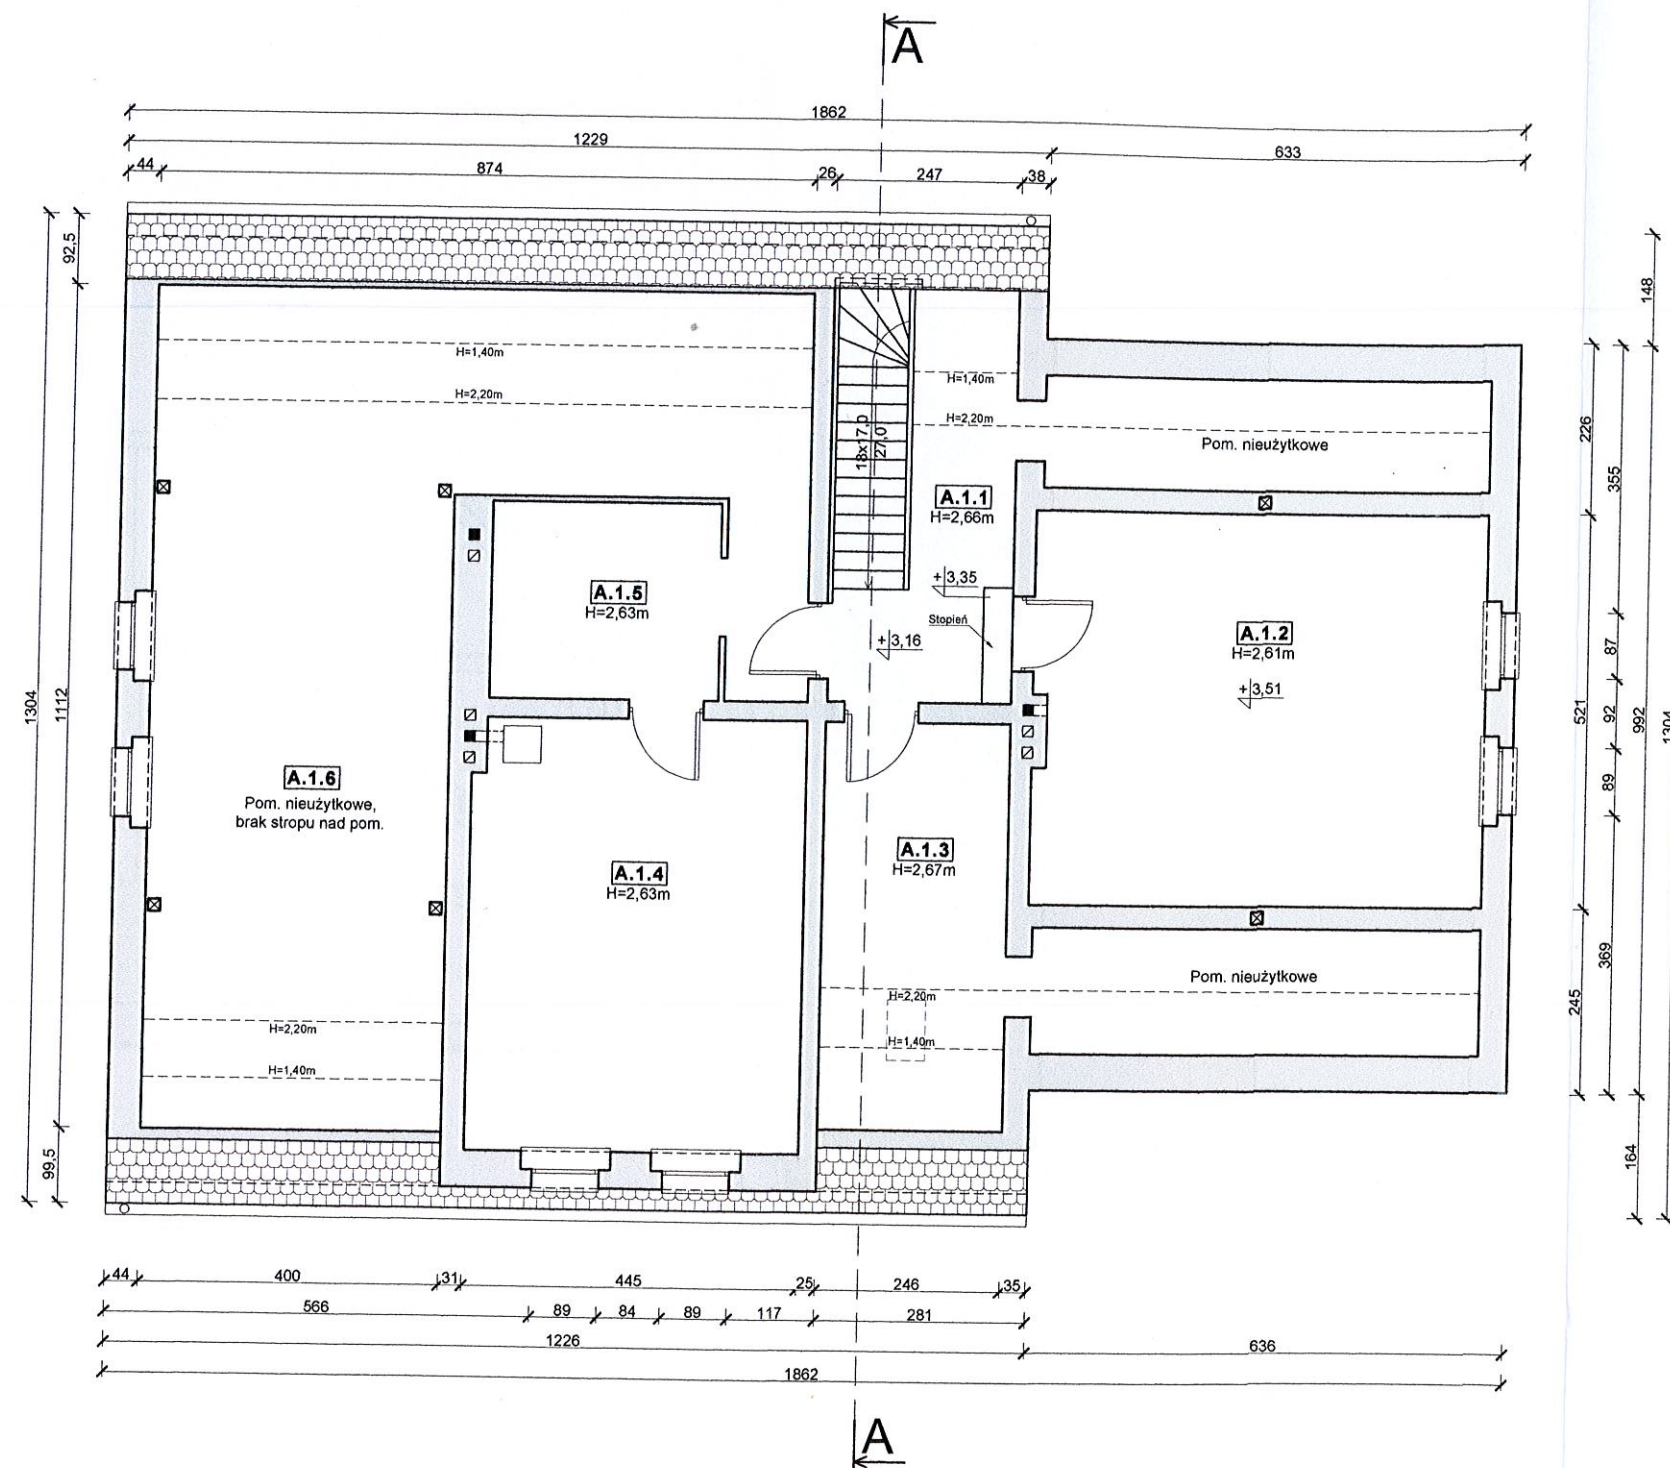 A
1862
1229
633
44
874
26
247
38
92,5
148
H=1,40m
H=2,20m
H=1,40m
H=2,20m
18x17,0
27,0
Pom. nieużytkowe
226
355
A.1.1
H=2,66m
+3,35
Stopień
+3,16
A.1.5
H=2,63m
A.1.2
H=2,61m
+3,51
87
92
89
521
992
1304
1304
1112
A.1.6
Pom. nieużytkowe,
brak stropu nad pom.
A.1.4
H=2,63m
A.1.3
H=2,67m
Pom. nieużytkowe
369
245
H=2,20m
H=1,40m
H=2,20m
H=1,40m
99,5
164
44
400
31
445
25
246
35
566
89
84
89
117
281
1226
636
1862
A